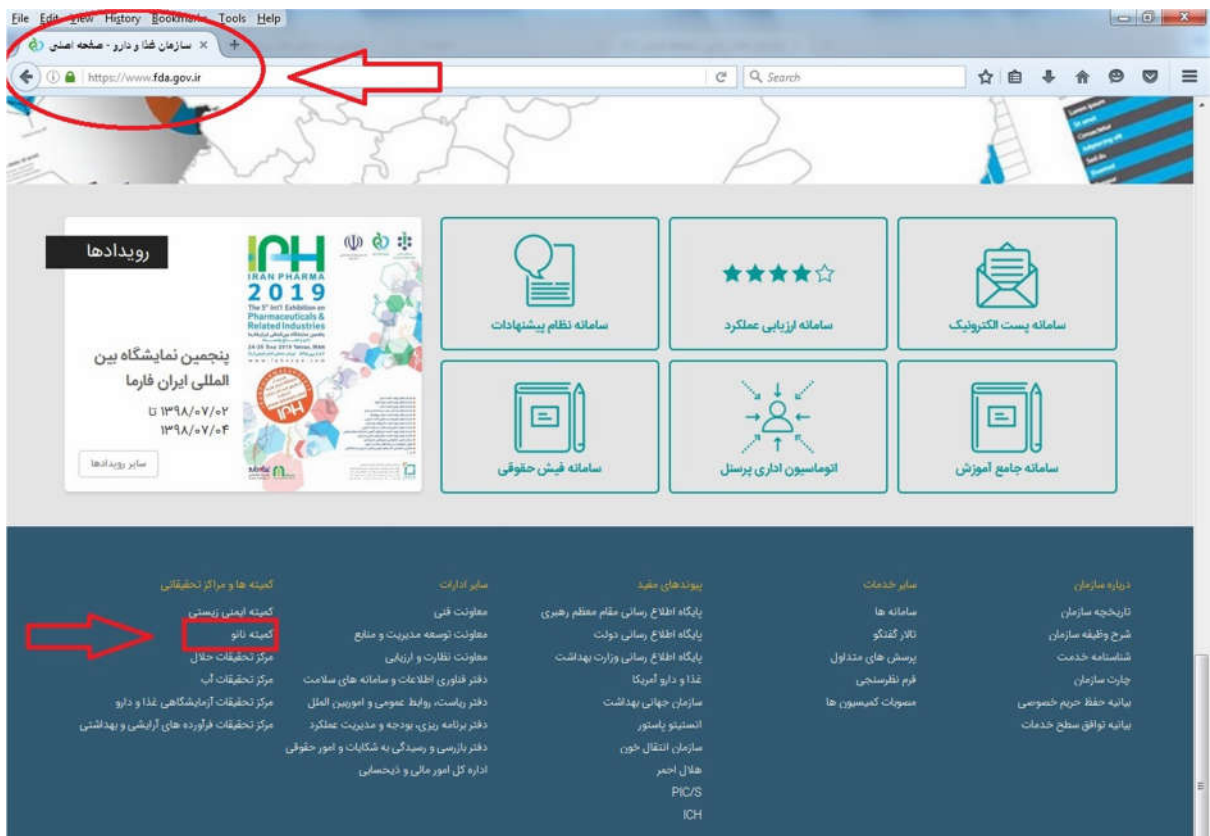 File Edit View History Bookmarks Tools Help
سازمان غذا و دارو - صفحه اصلی
https://www.fda.gov.ir
Search
رویدادها
IPH
IRAN PHARMA
2019
The 5th Int'l Exhibition on
Pharmaceuticals &
Related Industries
پنجمین نمایشگاه بین
المللی ایران فارما
۱۳۹۸/۰۷/۰۲ تا
۱۳۹۸/۰۷/۰۴
سایر رویدادها
سامانه پست الکترونیک
سامانه ارزیابی عملکرد
سامانه نظام پیشنهادات
سامانه جامع آموزش
اتوماسیون اداری پرسنل
سامانه فیش حقوقی
درباره سازمان
تاریخچه سازمان
شرح وظیفه سازمان
شناسنامه خدمت
چارت سازمان
بیانیه حفظ حریم خصوصی
بیانیه توافق سطح خدمات
سایر خدمات
سامانه ها
تالار گفتگو
پرسش های متداول
فرم نظرسنجی
مصوبات کمیسیون ها
پیوندهای مفید
پایگاه اطلاع رسانی مقام معظم رهبری
پایگاه اطلاع رسانی دولت
پایگاه اطلاع رسانی وزارت بهداشت
غذا و دارو آمریکا
سازمان جهانی بهداشت
انستیتو پاستور
سازمان انتقال خون
هلال احمر
PIC/S
ICH
سایر ادارات
معاونت فنی
معاونت توسعه مدیریت و منابع
معاونت نظارت و ارزیابی
دفتر فناوری اطلاعات و سامانه های سلامت
دفتر ریاست، روابط عمومی و اموربین الملل
دفتر برنامه ریزی، بودجه و مدیریت عملکرد
دفتر بازرسی و رسیدگی به شکایات و امور حقوقی
اداره کل امور مالی و ذیحسابی
کمیته ها و مراکز تحقیقاتی
کمیته ایمنی زیستی
کمیته نانو
مرکز تحقیقات حلال
مرکز تحقیقات آب
مرکز تحقیقات آزمایشگاهی غذا و دارو
مرکز تحقیقات فرآورده های آرایشی و بهداشتی